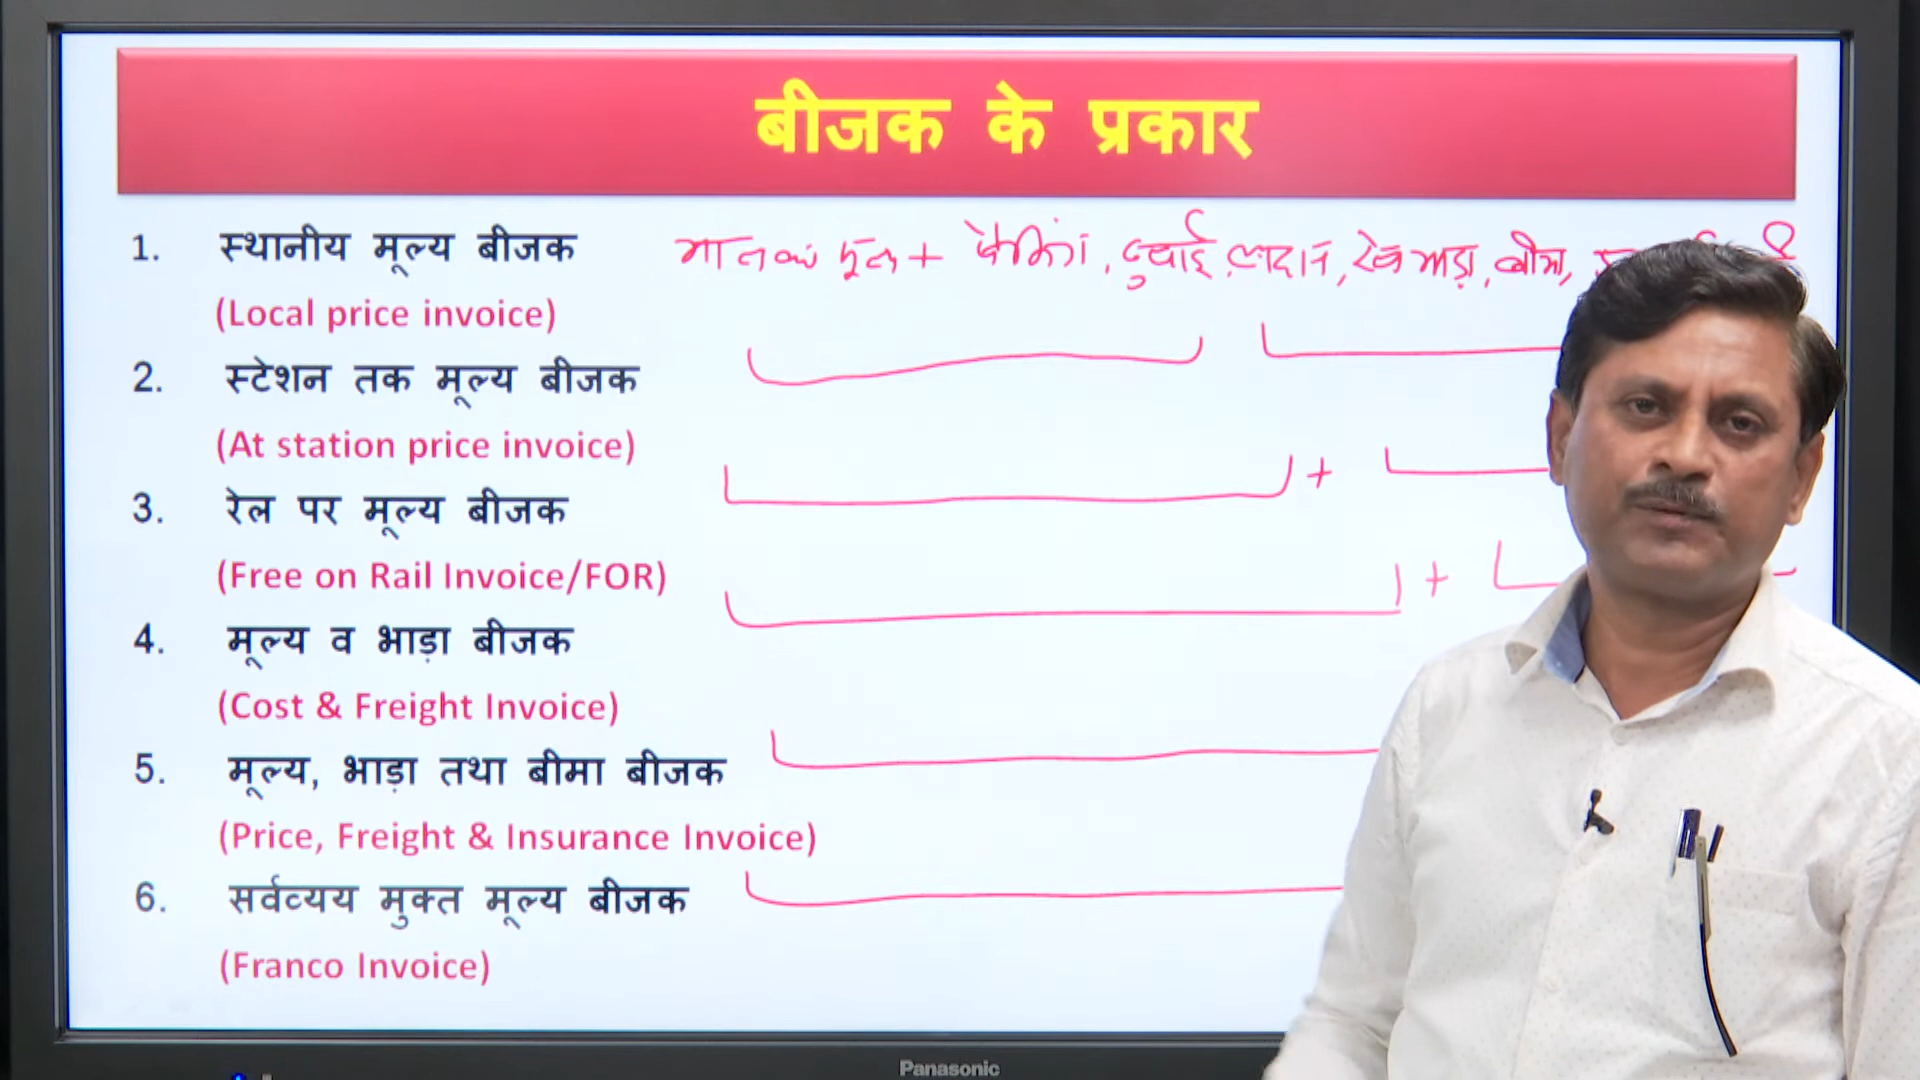 बीजक के प्रकार
1. स्थानीय मूल्य बीजक
माल का मूल्य + पैकिंग, ढुलाई, लदान, रेल भाड़ा, बीमा,
(Local price invoice)
2. स्टेशन तक मूल्य बीजक
(At station price invoice)
+
3. रेल पर मूल्य बीजक
(Free on Rail Invoice/FOR)
+
4. मूल्य व भाड़ा बीजक
(Cost & Freight Invoice)
5. मूल्य, भाड़ा तथा बीमा बीजक
(Price, Freight & Insurance Invoice)
6. सर्वव्यय मुक्त मूल्य बीजक
(Franco Invoice)
Panasonic